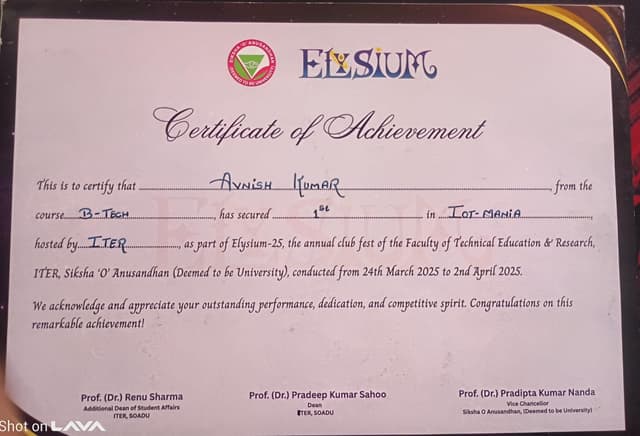 SIKSHA 'O' ANUSANDHAN
ELYSIUM
Certificate of Achievement
This is to certify that AVNISH KUMAR, from the
course B-TECH, has secured 1st in IOT-MANIA,
hosted by ITER, as part of Elysium-25, the annual club fest of the Faculty of Technical Education & Research,
ITER, Siksha 'O' Anusandhan (Deemed to be University), conducted from 24th March 2025 to 2nd April 2025.
We acknowledge and appreciate your outstanding performance, dedication, and competitive spirit. Congratulations on this
remarkable achievement!
Prof. (Dr.) Renu Sharma
Additional Dean of Student Affairs
ITER, SOADU
Prof. (Dr.) Pradeep Kumar Sahoo
Dean
ITER, SOADU
Prof. (Dr.) Pradipta Kumar Nanda
Vice Chancellor
Siksha O Anusandhan, (Deemed to be University)
Shot on LAVA